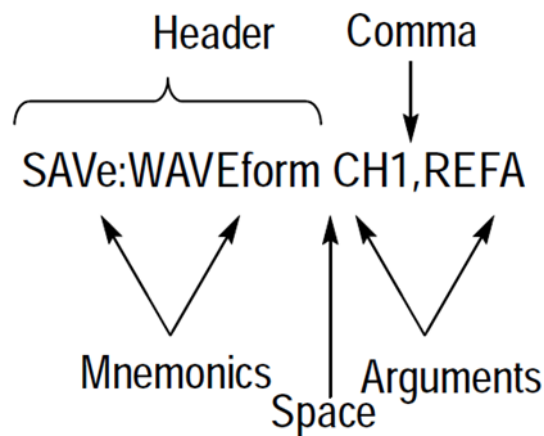 Header Comma
SAVe:WAVEform CH1,REFA
Mnemonics Arguments
Space